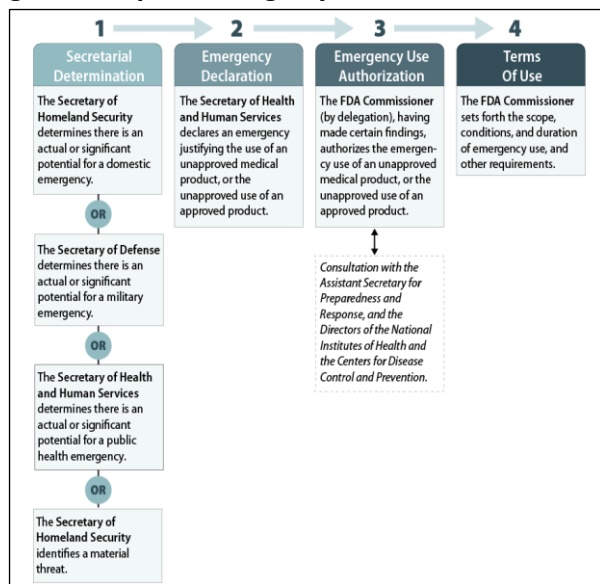 1
2
3
4
Secretarial
Determination
The Secretary of
Homeland Security
determines there is an
actual or significant
potential for a domestic
emergency.
OR
The Secretary of Defense
determines there is an
actual or significant
potential for a military
emergency.
OR
The Secretary of Health
and Human Services
determines there is an
actual or significant
potential for a public
health emergency.
OR
The Secretary of
Homeland Security
identifies a material
threat.
Emergency
Declaration
The Secretary of Health
and Human Services
declares an emergency
justifying the use of an
unapproved medical
product, or the
unapproved use of an
approved product.
Emergency Use
Authorization
The FDA Commissioner
(by delegation), having
made certain findings,
authorizes the emergen-
cy use of an unapproved
medical product, or the
unapproved use of an
approved product.
Consultation with the
Assistant Secretary for
Preparedness and
Response, and the
Directors of the National
Institutes of Health and
the Centers for Disease
Control and Prevention.
Terms
Of Use
The FDA Commissioner
sets forth the scope,
conditions, and duration
of emergency use, and
other requirements.